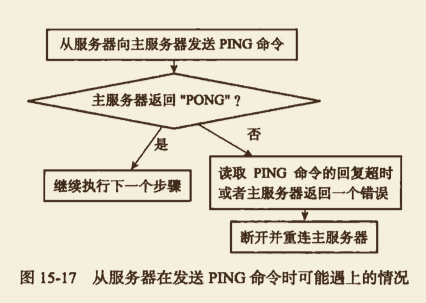 从服务器向主服务器发送 PING 命令
主服务器返回 "PONG"？
是
否
继续执行下一个步骤
读取 PING 命令的回复超时
或者主服务器返回一个错误
断开并重连主服务器
图 15-17 从服务器在发送 PING 命令时可能遇上的情况